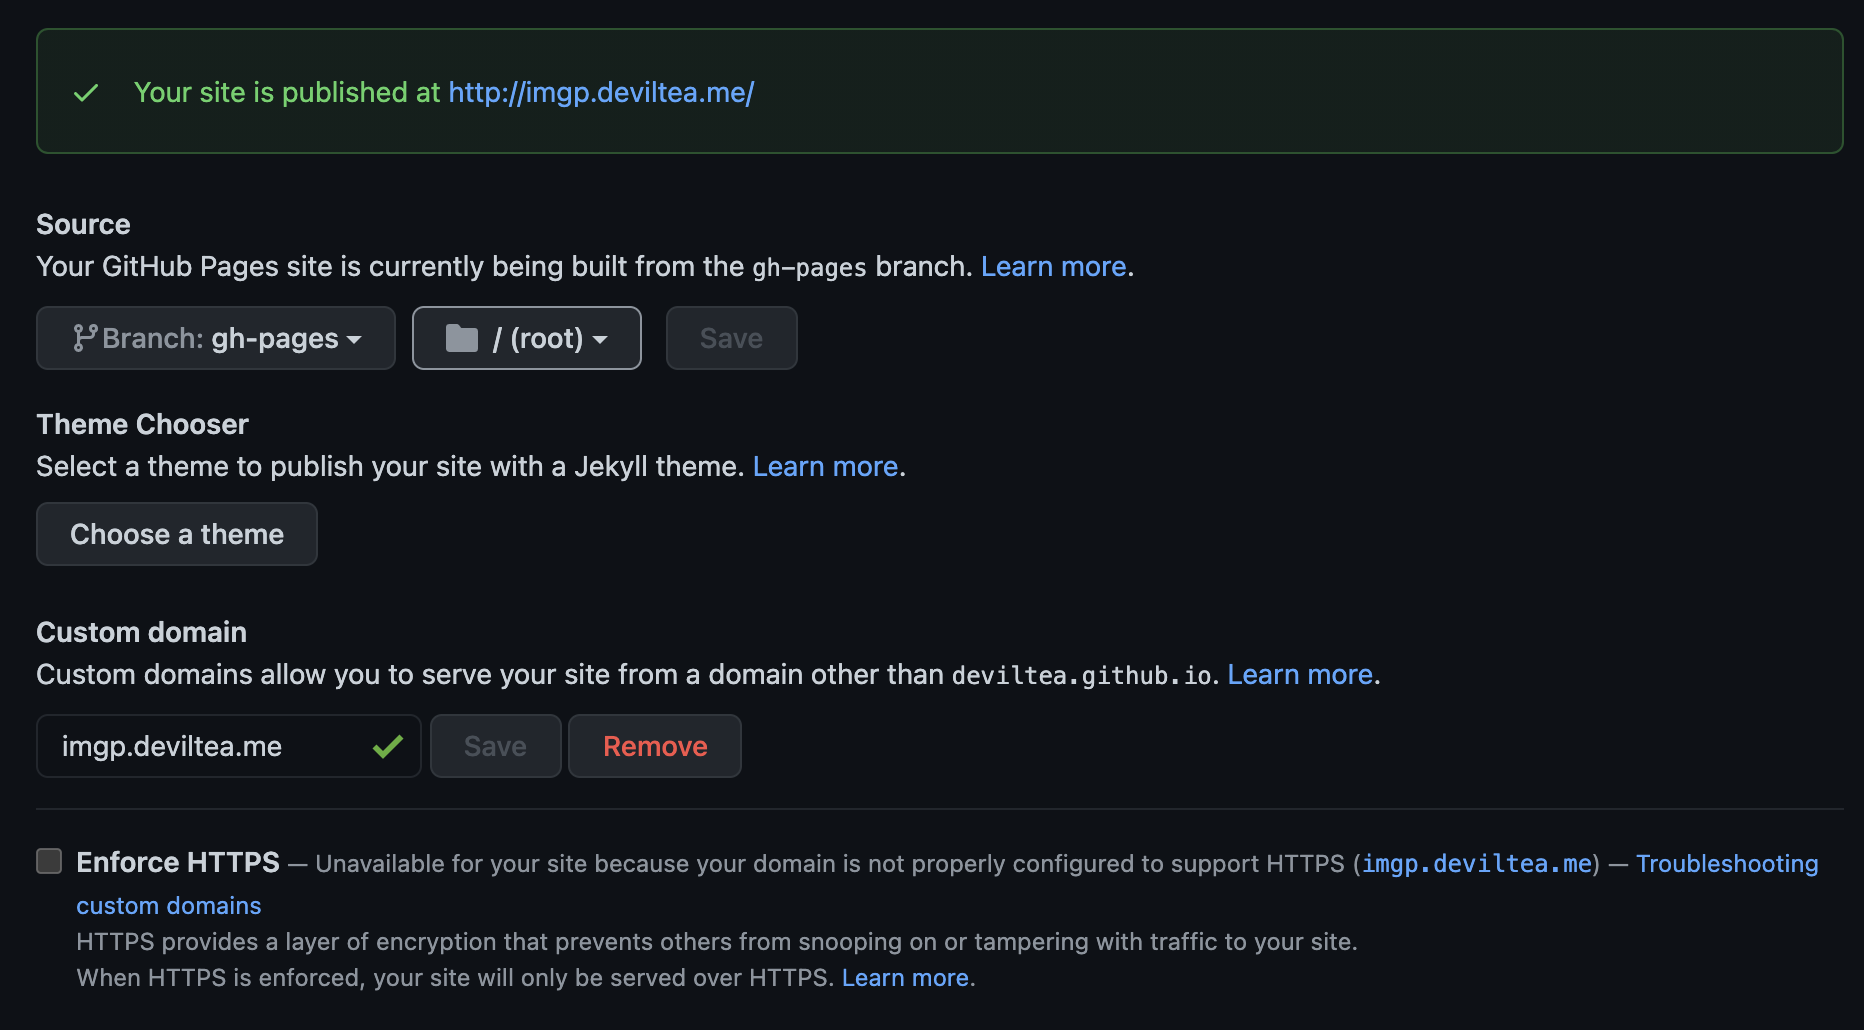 Your site is published at http://imgp.deviltea.me/
Source
Your GitHub Pages site is currently being built from the gh-pages branch. Learn more.
Branch: gh-pages
/ (root)
Save
Theme Chooser
Select a theme to publish your site with a Jekyll theme. Learn more.
Choose a theme
Custom domain
Custom domains allow you to serve your site from a domain other than deviltea.github.io. Learn more.
imgp.deviltea.me
Save
Remove
Enforce HTTPS — Unavailable for your site because your domain is not properly configured to support HTTPS (imgp.deviltea.me) — Troubleshooting
custom domains
HTTPS provides a layer of encryption that prevents others from snooping on or tampering with traffic to your site.
When HTTPS is enforced, your site will only be served over HTTPS. Learn more.